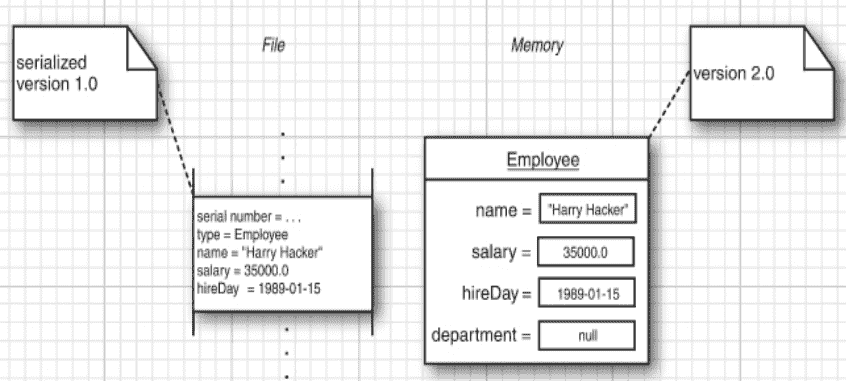 File
Memory
serialized
version 1.0
version 2.0
Employee
serial number = . . .
type = Employee
name = "Harry Hacker"
salary = 35000.0
hireDay = 1989-01-15
name = "Harry Hacker"
salary = 35000.0
hireDay = 1989-01-15
department = null